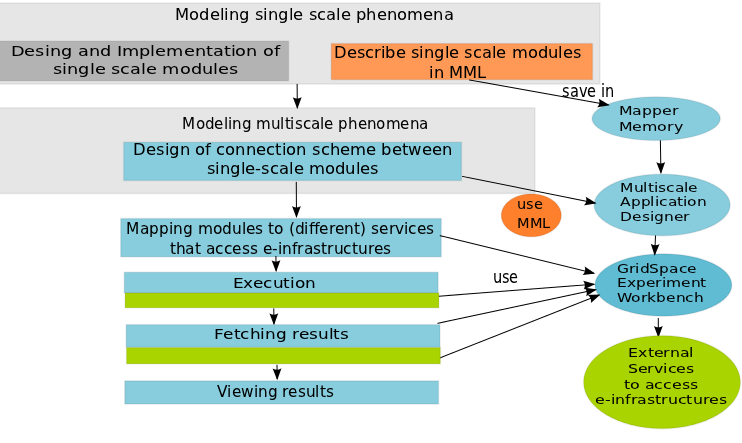 Modeling single scale phenomena
Desing and Implementation of
single scale modules
Describe single scale modules
in MML
save in
Mapper
Memory
Modeling multiscale phenomena
Design of connection scheme between
single-scale modules
use
MML
Multiscale
Application
Designer
Mapping modules to (different) services
that access e-infrastructures
GridSpace
Experiment
Workbench
use
Execution
Fetching results
Viewing results
External
Services
to access
e-infrastructures